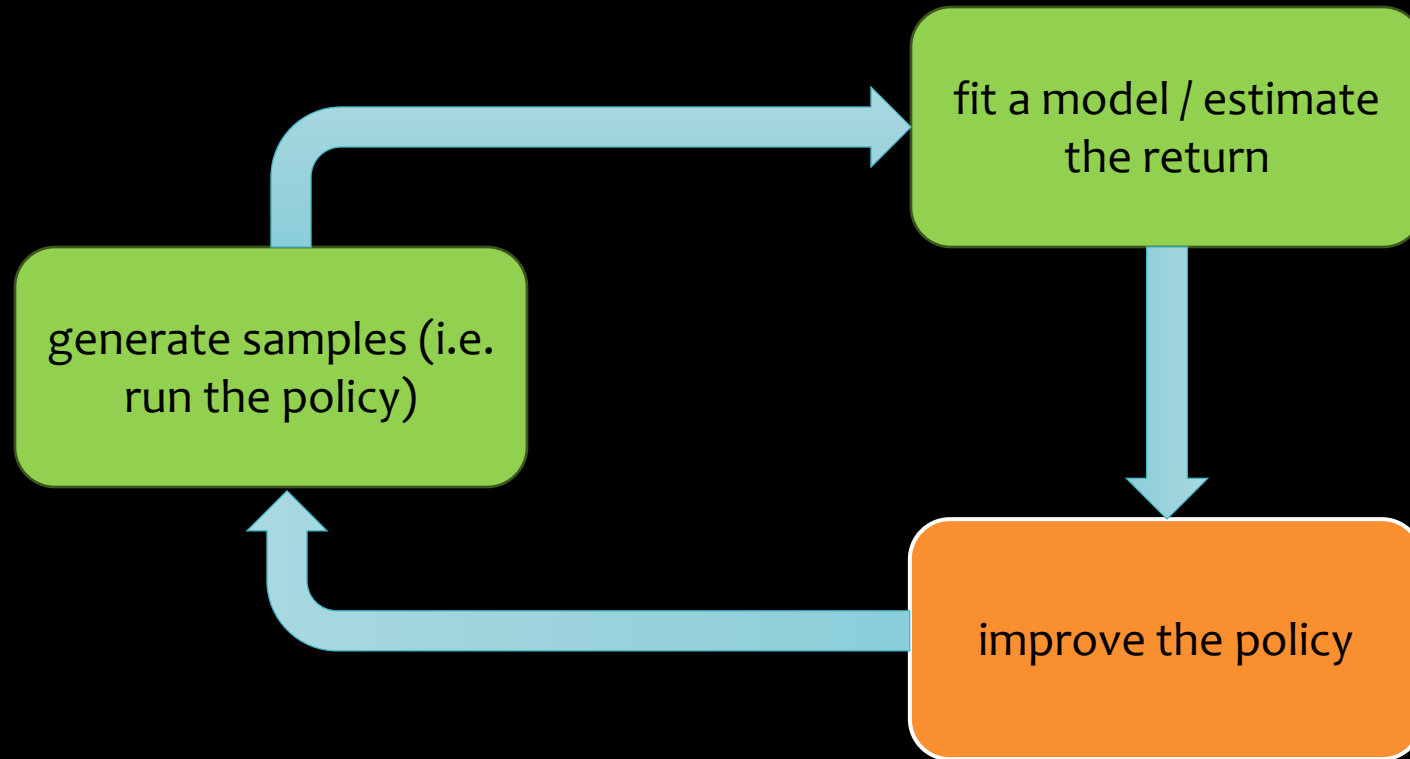 fit a model / estimate
the return
generate samples (i.e.
run the policy)
improve the policy